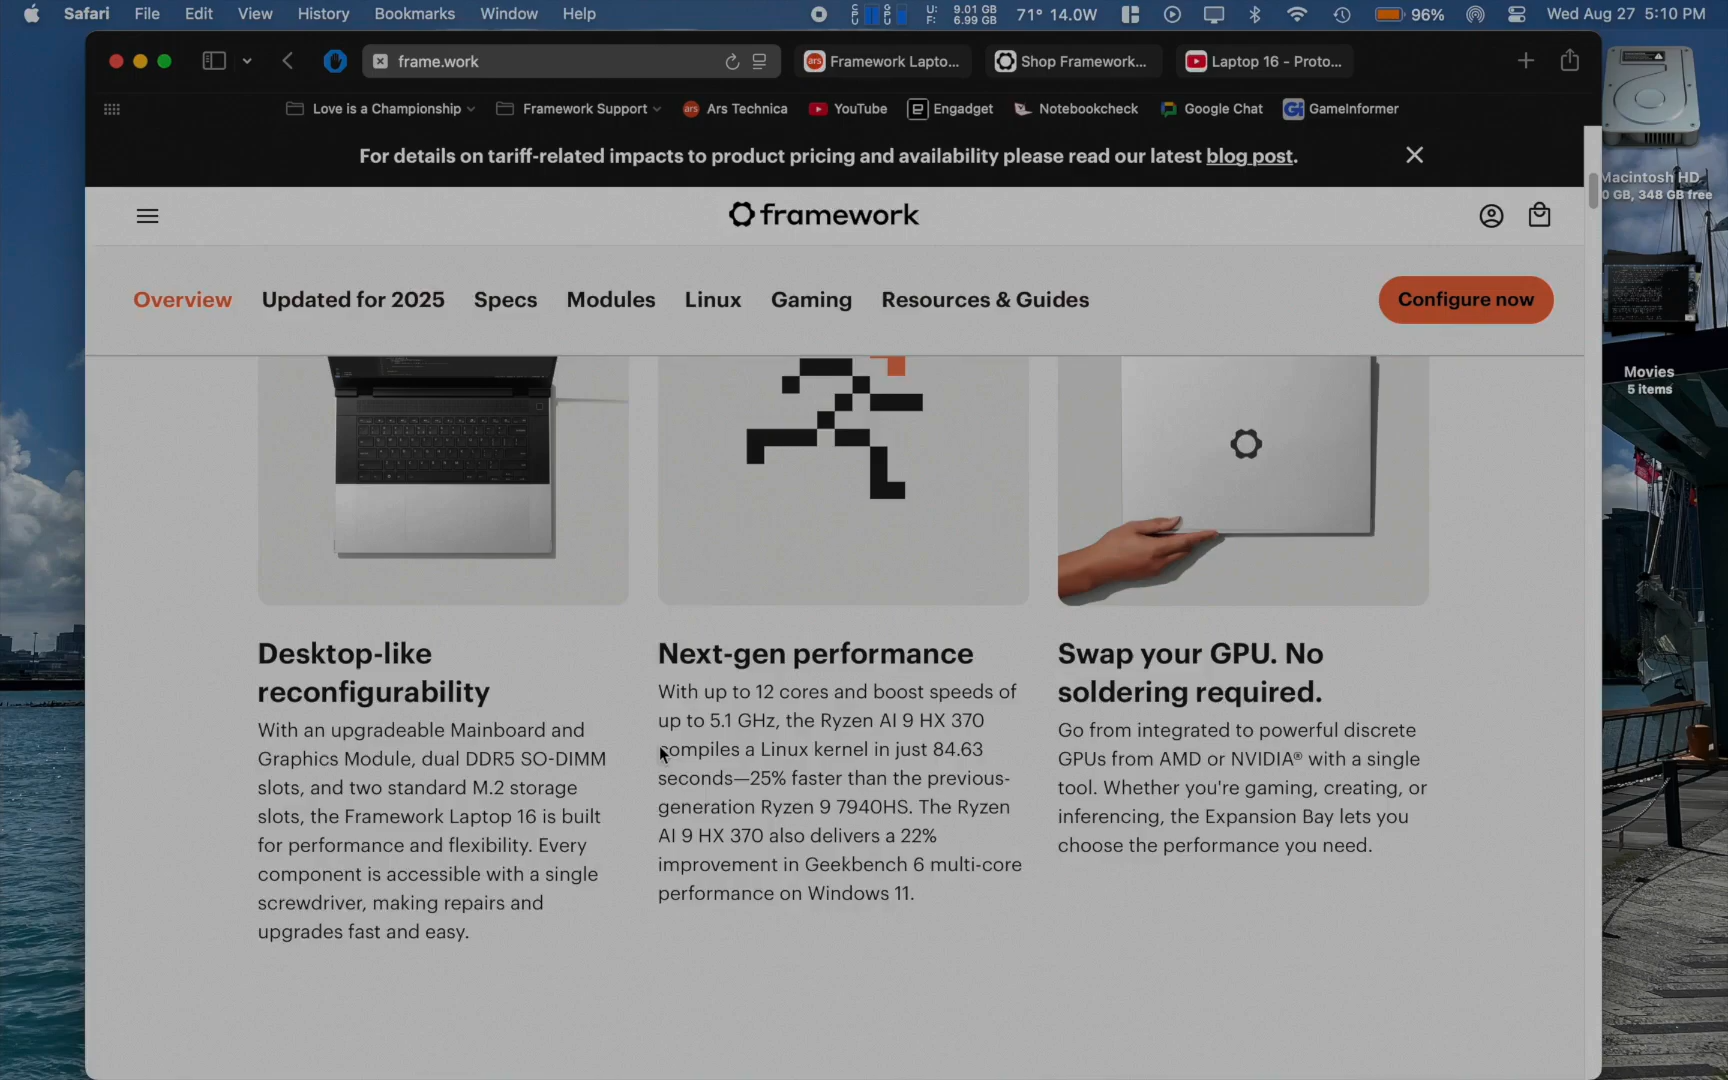 Safari File Edit View History Bookmarks Window Help
CPU GPU U: 9.01 GB F: 6.99 GB 71° 14.0W 96% Wed Aug 27 5:10 PM
frame.work
Framework Lapto...
Shop Framework...
Laptop 16 - Proto...
Love is a Championship
Framework Support
Ars Technica
YouTube
Engadget
Notebookcheck
Google Chat
GameInformer
For details on tariff-related impacts to product pricing and availability please read our latest blog post.
framework
Overview Updated for 2025 Specs Modules Linux Gaming Resources & Guides
Configure now
Desktop-like
reconfigurability
With an upgradeable Mainboard and
Graphics Module, dual DDR5 SO-DIMM
slots, and two standard M.2 storage
slots, the Framework Laptop 16 is built
for performance and flexibility. Every
component is accessible with a single
screwdriver, making repairs and
upgrades fast and easy.
Next-gen performance
With up to 12 cores and boost speeds of
up to 5.1 GHz, the Ryzen AI 9 HX 370
compiles a Linux kernel in just 84.63
seconds—25% faster than the previous-
generation Ryzen 9 7940HS. The Ryzen
AI 9 HX 370 also delivers a 22%
improvement in Geekbench 6 multi-core
performance on Windows 11.
Swap your GPU. No
soldering required.
Go from integrated to powerful discrete
GPUs from AMD or NVIDIA® with a single
tool. Whether you're gaming, creating, or
inferencing, the Expansion Bay lets you
choose the performance you need.
Macintosh HD
0 GB, 348 GB free
Movies
5 items